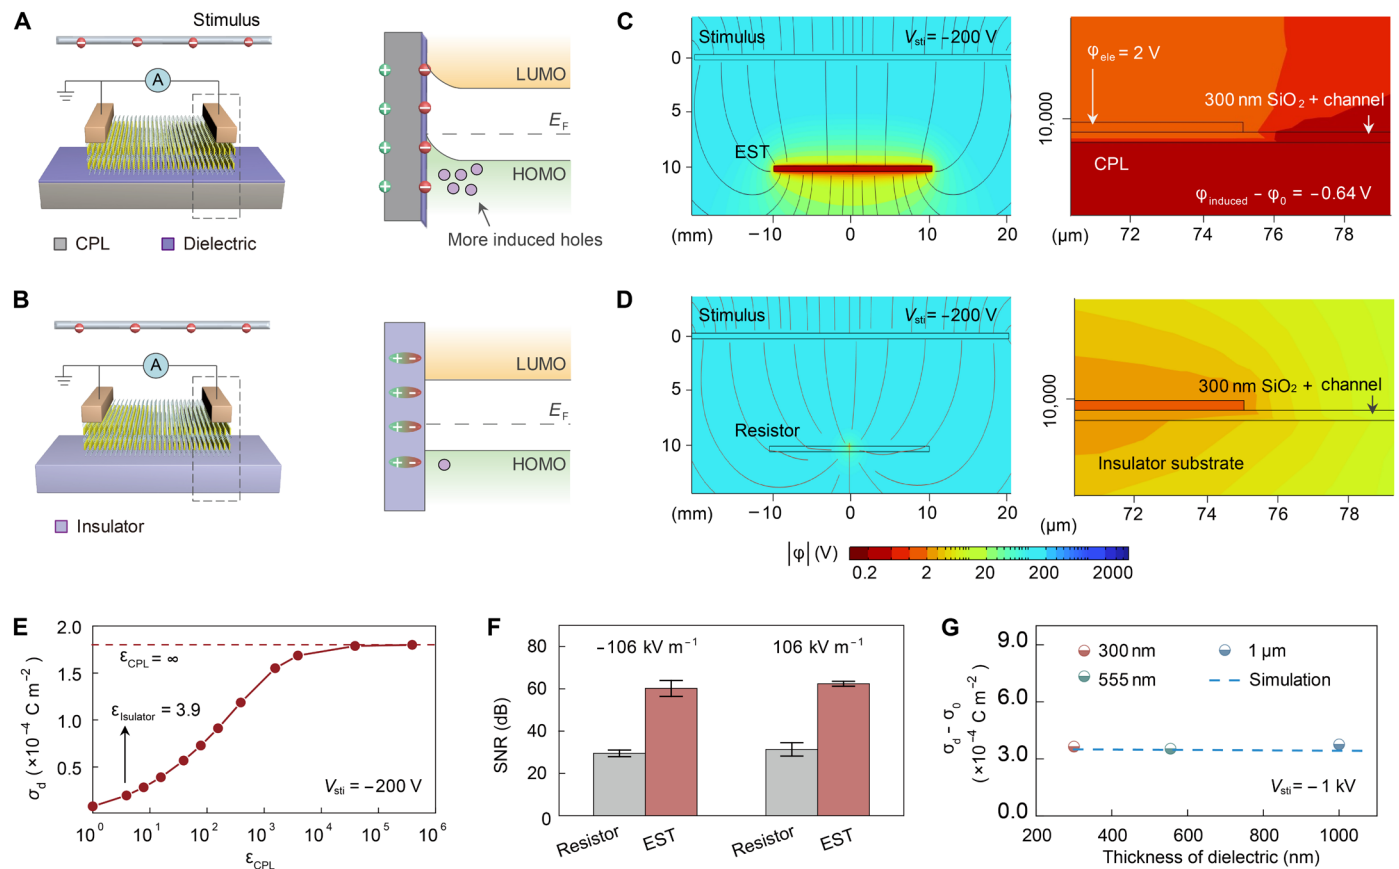 A
Stimulus
A
LUMO
E_F
HOMO
More induced holes
CPL
Dielectric
B
A
LUMO
E_F
HOMO
Insulator
C
Stimulus
V_sti = −200 V
0
5
EST
10
(mm)
−10
0
10
20
φ_ele = 2 V
300 nm SiO₂ + channel
10,000
CPL
φ_induced − φ_0 = −0.64 V
(μm)
72
74
76
78
D
Stimulus
V_sti = −200 V
0
5
Resistor
10
(mm)
−10
0
10
20
10,000
300 nm SiO₂ + channel
Insulator substrate
(μm)
72
74
76
78
|φ| (V)
0.2
2
20
200
2000
E
2.0
1.5
1.0
0.5
σ_d (×10⁻⁴ C m⁻²)
ε_CPL = ∞
ε_Isulator = 3.9
V_sti = −200 V
10⁰
10¹
10²
10³
10⁴
10⁵
10⁶
ε_CPL
F
80
60
40
20
0
SNR (dB)
−106 kV m⁻¹
106 kV m⁻¹
Resistor
EST
Resistor
EST
G
9.0
6.0
3.0
0.0
σ_d − σ_0
(×10⁻⁴ C m⁻²)
300 nm
1 μm
555 nm
Simulation
V_sti = − 1 kV
200
400
600
800
1000
Thickness of dielectric (nm)